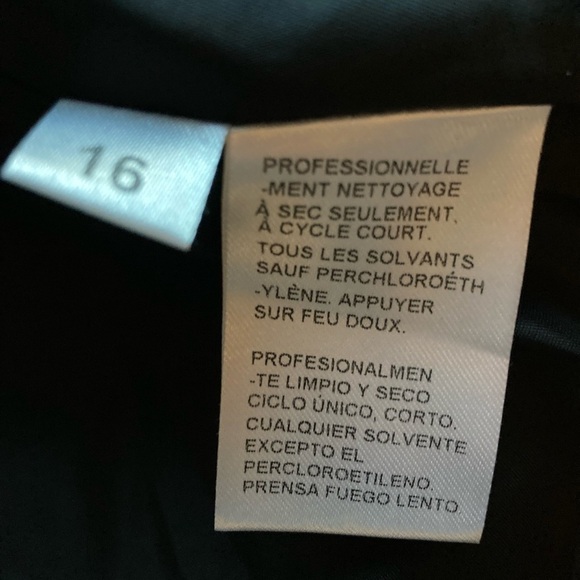 16
PROFESSIONNELLE
-MENT NETTOYAGE
À SEC SEULEMENT.
À CYCLE COURT.
TOUS LES SOLVANTS
SAUF PERCHLOROÉTH
-YLÈNE. APPUYER
SUR FEU DOUX.
PROFESIONALMEN
-TE LIMPIO Y SECO
CICLO ÚNICO, CORTO.
CUALQUIER SOLVENTE
EXCEPTO EL
PERCLOROETILENO.
PRENSA FUEGO LENTO